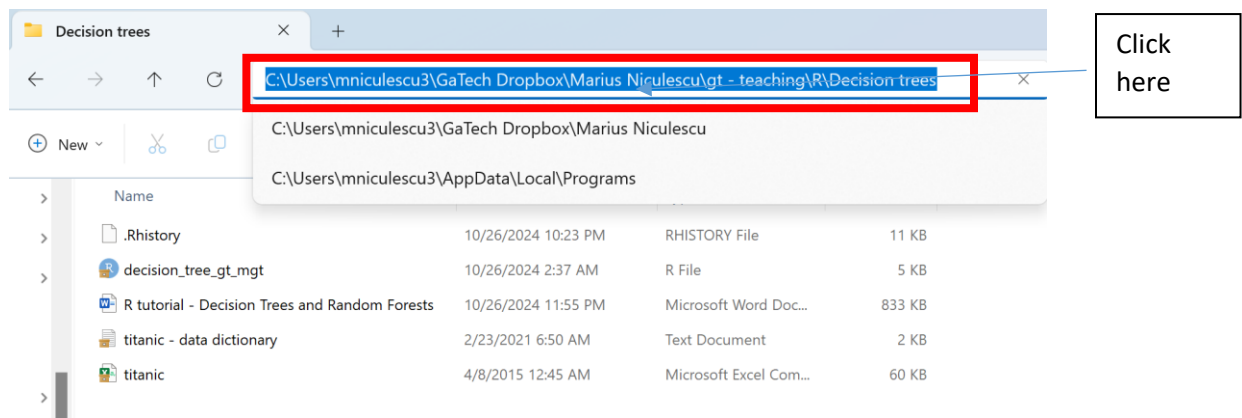 Decision trees
Click
here
C:\Users\mniculescu3\GaTech Dropbox\Marius Niculescu\gt - teaching\R\Decision trees
New
C:\Users\mniculescu3\GaTech Dropbox\Marius Niculescu
C:\Users\mniculescu3\AppData\Local\Programs
Name
.Rhistory 10/26/2024 10:23 PM RHISTORY File 11 KB
decision_tree_gt_mgt 10/26/2024 2:37 AM R File 5 KB
R tutorial - Decision Trees and Random Forests 10/26/2024 11:55 PM Microsoft Word Doc... 833 KB
titanic - data dictionary 2/23/2021 6:50 AM Text Document 2 KB
titanic 4/8/2015 12:45 AM Microsoft Excel Com... 60 KB